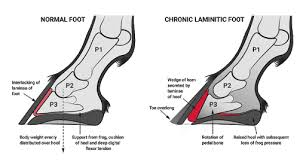 NORMAL FOOT
P1
P2
P3
Interlocking of
laminae of
foot
Body weight evenly
distributed over hoof
Support from frog, cushion
of heel and deep digital
flexor tendon
CHRONIC LAMINITIC FOOT
P1
P2
Wedge of horn
secreted by
laminae of
hoof
Toe overlong
Rotation of
pedal bone
Raised heel with subsequent
loss of frog pressure